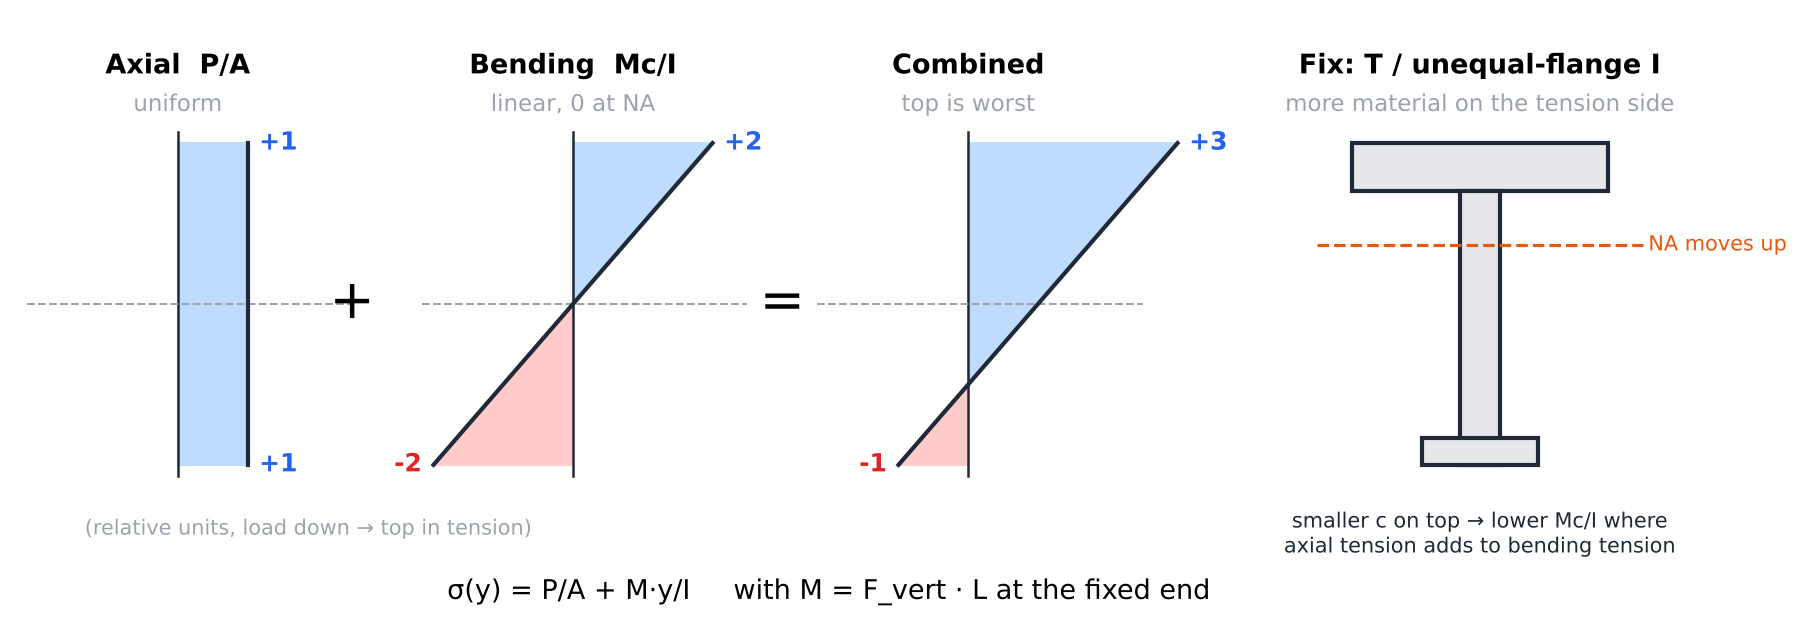 Axial  P/A
uniform
+1
+1
+
Bending  Mc/I
linear, 0 at NA
+2
-2
=
Combined
top is worst
+3
-1
Fix: T / unequal-flange I
more material on the tension side
NA moves up
smaller c on top → lower Mc/I where
axial tension adds to bending tension
(relative units, load down → top in tension)
σ(y) = P/A + M·y/I     with M = F_vert · L at the fixed end